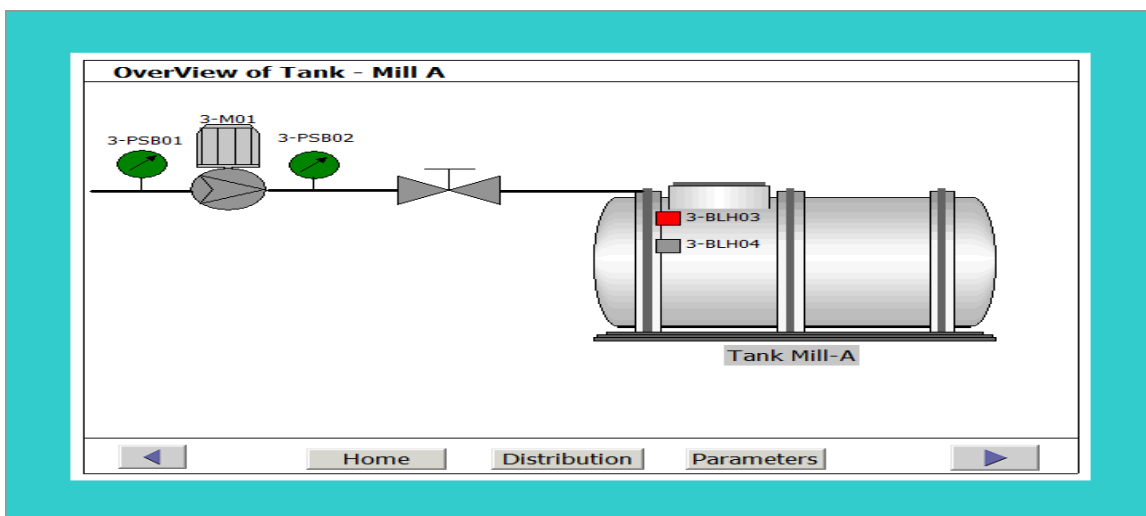 OverView of Tank - Mill A
3-M01
3-PSB01
3-PSB02
3-BLH03
3-BLH04
Tank Mill-A
Home
Distribution
Parameters